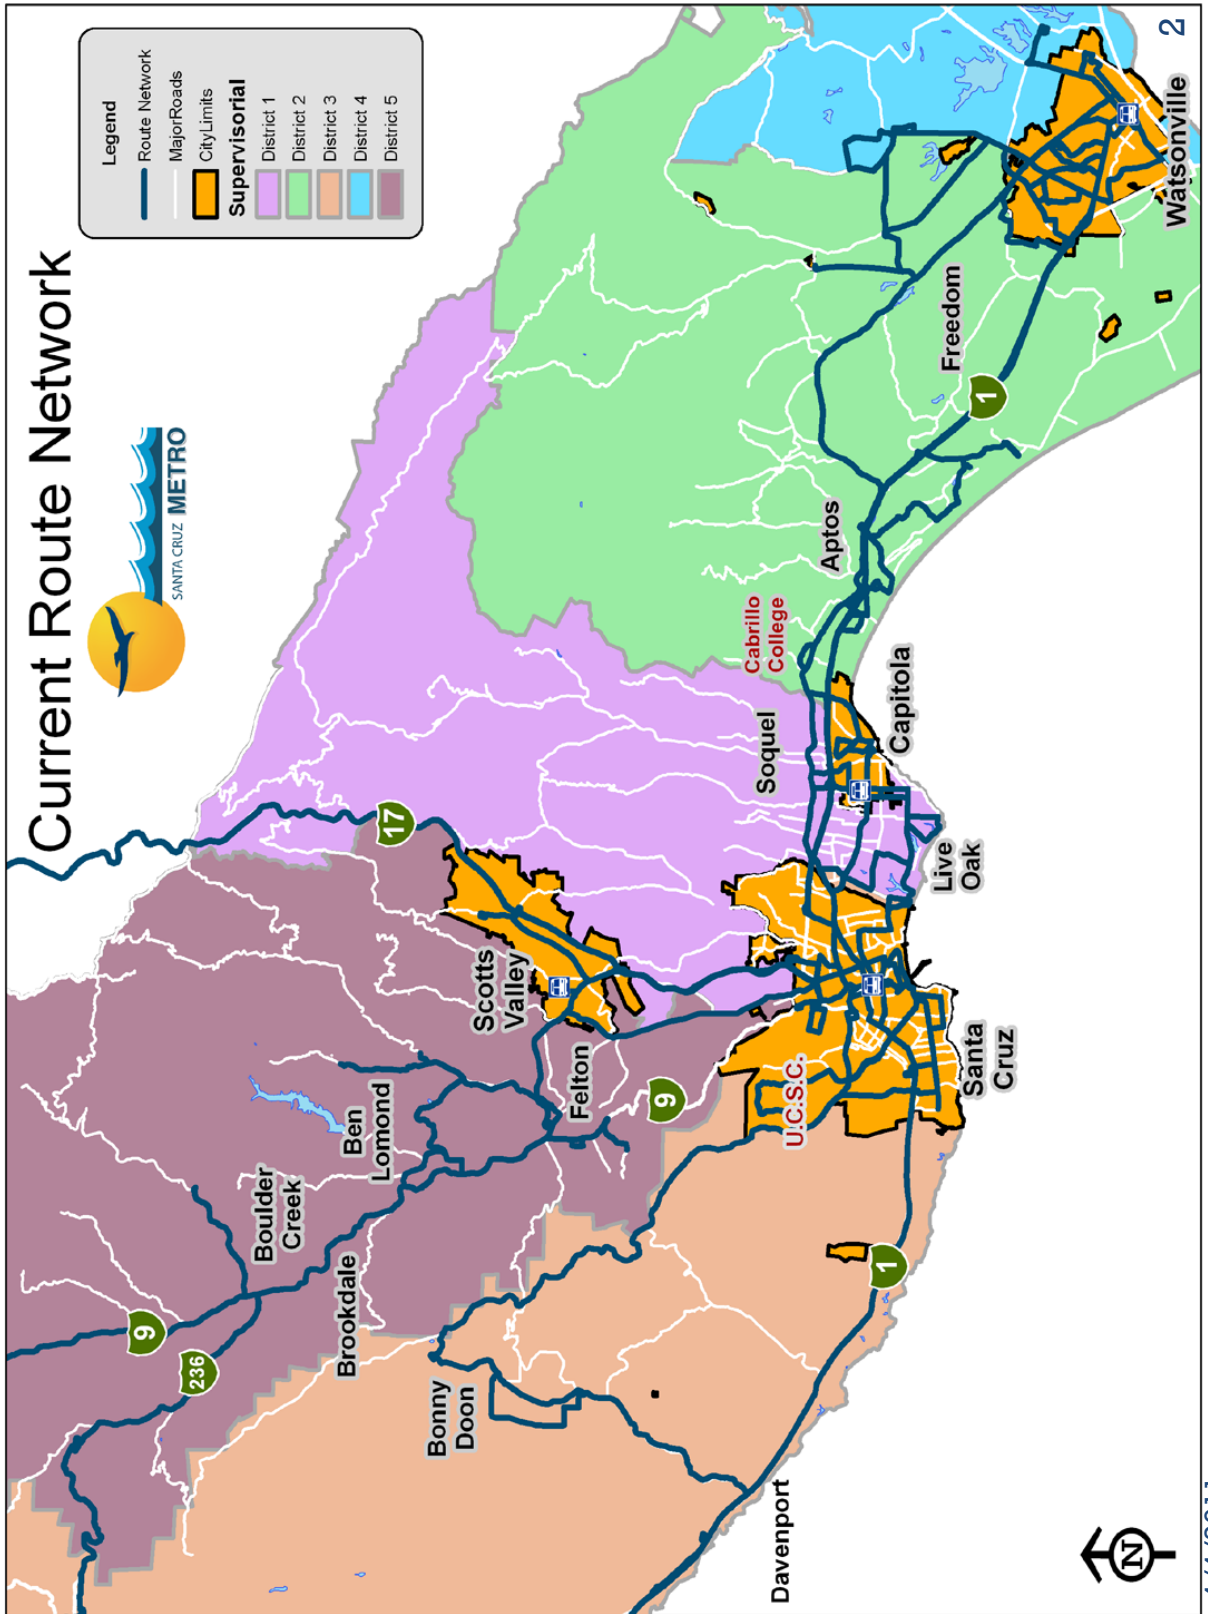 Current Route Network
SANTA CRUZ METRO
Legend
Route Network
MajorRoads
CityLimits
Supervisorial
District 1
District 2
District 3
District 4
District 5
17
9
236
Boulder
Creek
Brookdale
Ben
Lomond
Scotts
Valley
Felton
9
Bonny
Doon
U.C.S.C.
Soquel
Cabrillo
College
Aptos
Freedom
1
Capitola
Live
Oak
Santa
Cruz
1
Davenport
Watsonville
N
2